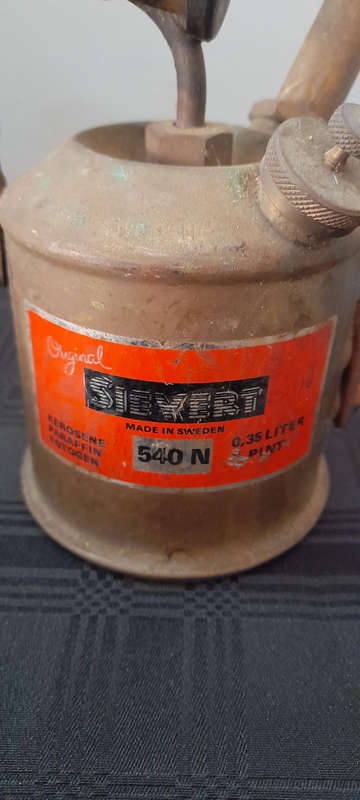 Original
SIEVERT
MADE IN SWEDEN
KEROSENE
PARAFFIN
FOTOGEN
540 N
0,35 LITER
PINT